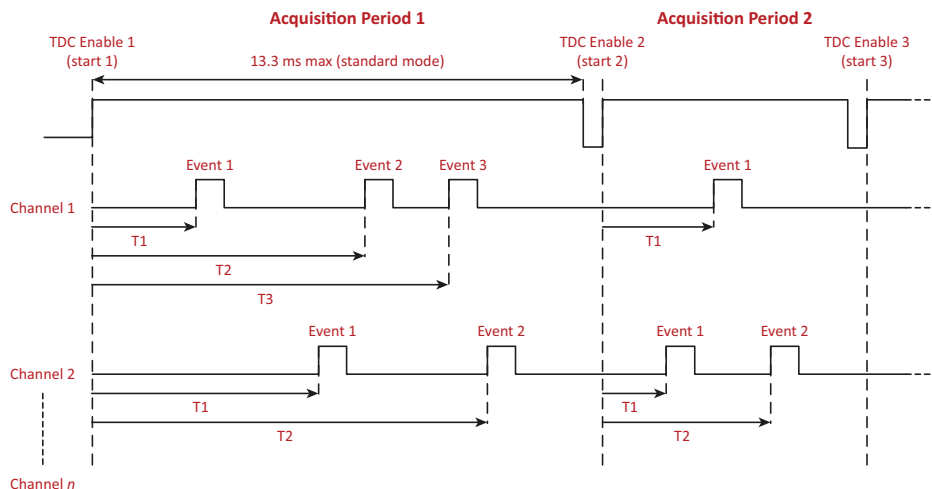 Acquisition Period 1
Acquisition Period 2
TDC Enable 1
(start 1)
13.3 ms max (standard mode)
TDC Enable 2
(start 2)
TDC Enable 3
(start 3)
Event 1
Event 2
Event 3
Event 1
Channel 1
T1
T1
T2
T3
Event 1
Event 2
Event 1
Event 2
Channel 2
T1
T1
T2
T2
Channel n